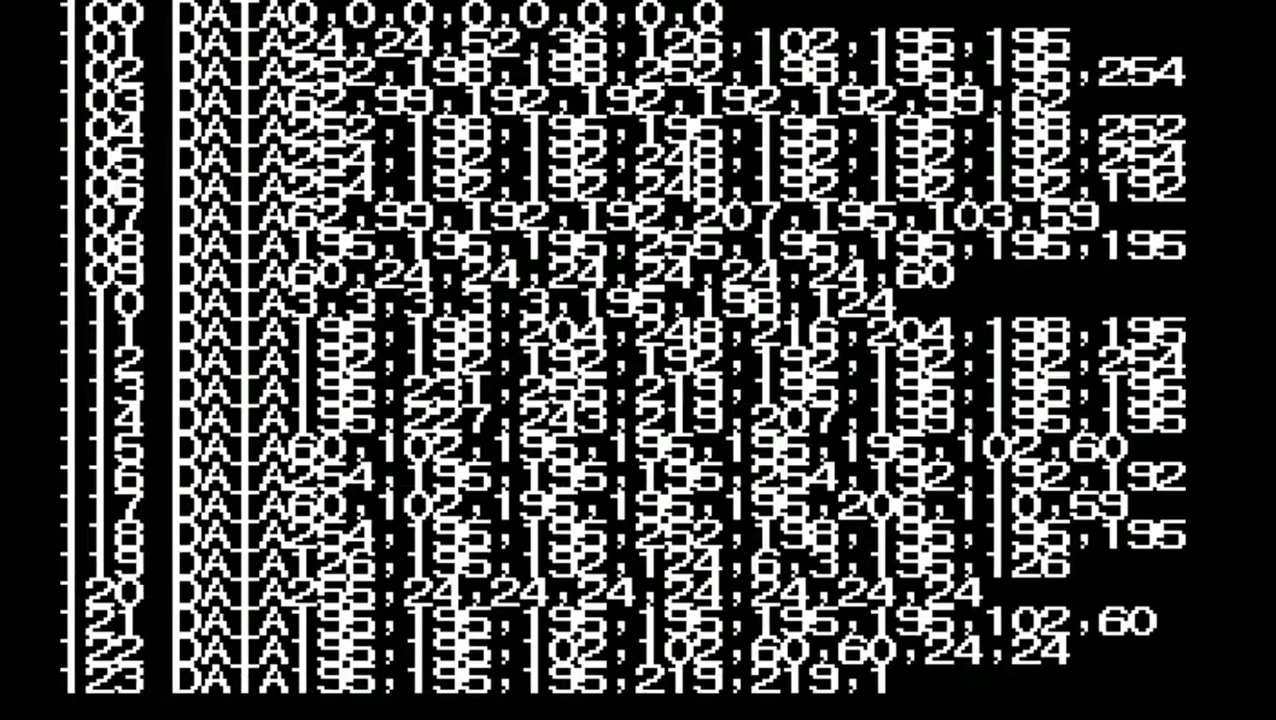 100 DATA0,0,0,0,0,0,0,0
101 DATA24,24,52,36,126,102,195,195
102 DATA252,198,198,252,198,195,195,254
103 DATA62,99,192,192,192,192,99,62
104 DATA252,198,195,195,195,195,198,252
105 DATA254,192,192,248,192,192,192,254
106 DATA254,192,192,248,192,192,192,192
107 DATA62,99,192,192,207,195,103,59
108 DATA195,195,195,255,195,195,195,195
109 DATA60,24,24,24,24,24,24,60
110 DATA3,3,3,3,3,195,198,124
111 DATA195,198,204,248,216,204,198,195
112 DATA192,192,192,192,192,192,192,254
113 DATA195,231,255,219,195,195,195,195
114 DATA195,227,243,219,207,199,195,195
115 DATA60,102,195,195,195,195,102,60
116 DATA254,195,195,195,254,192,192,192
117 DATA60,102,195,195,195,205,110,59
118 DATA254,195,195,252,198,195,195,195
119 DATA126,195,192,124,6,3,195,126
120 DATA255,24,24,24,24,24,24,24
121 DATA195,195,195,195,195,195,102,60
122 DATA195,195,102,102,60,60,24,24
123 DATA195,195,195,219,219,1